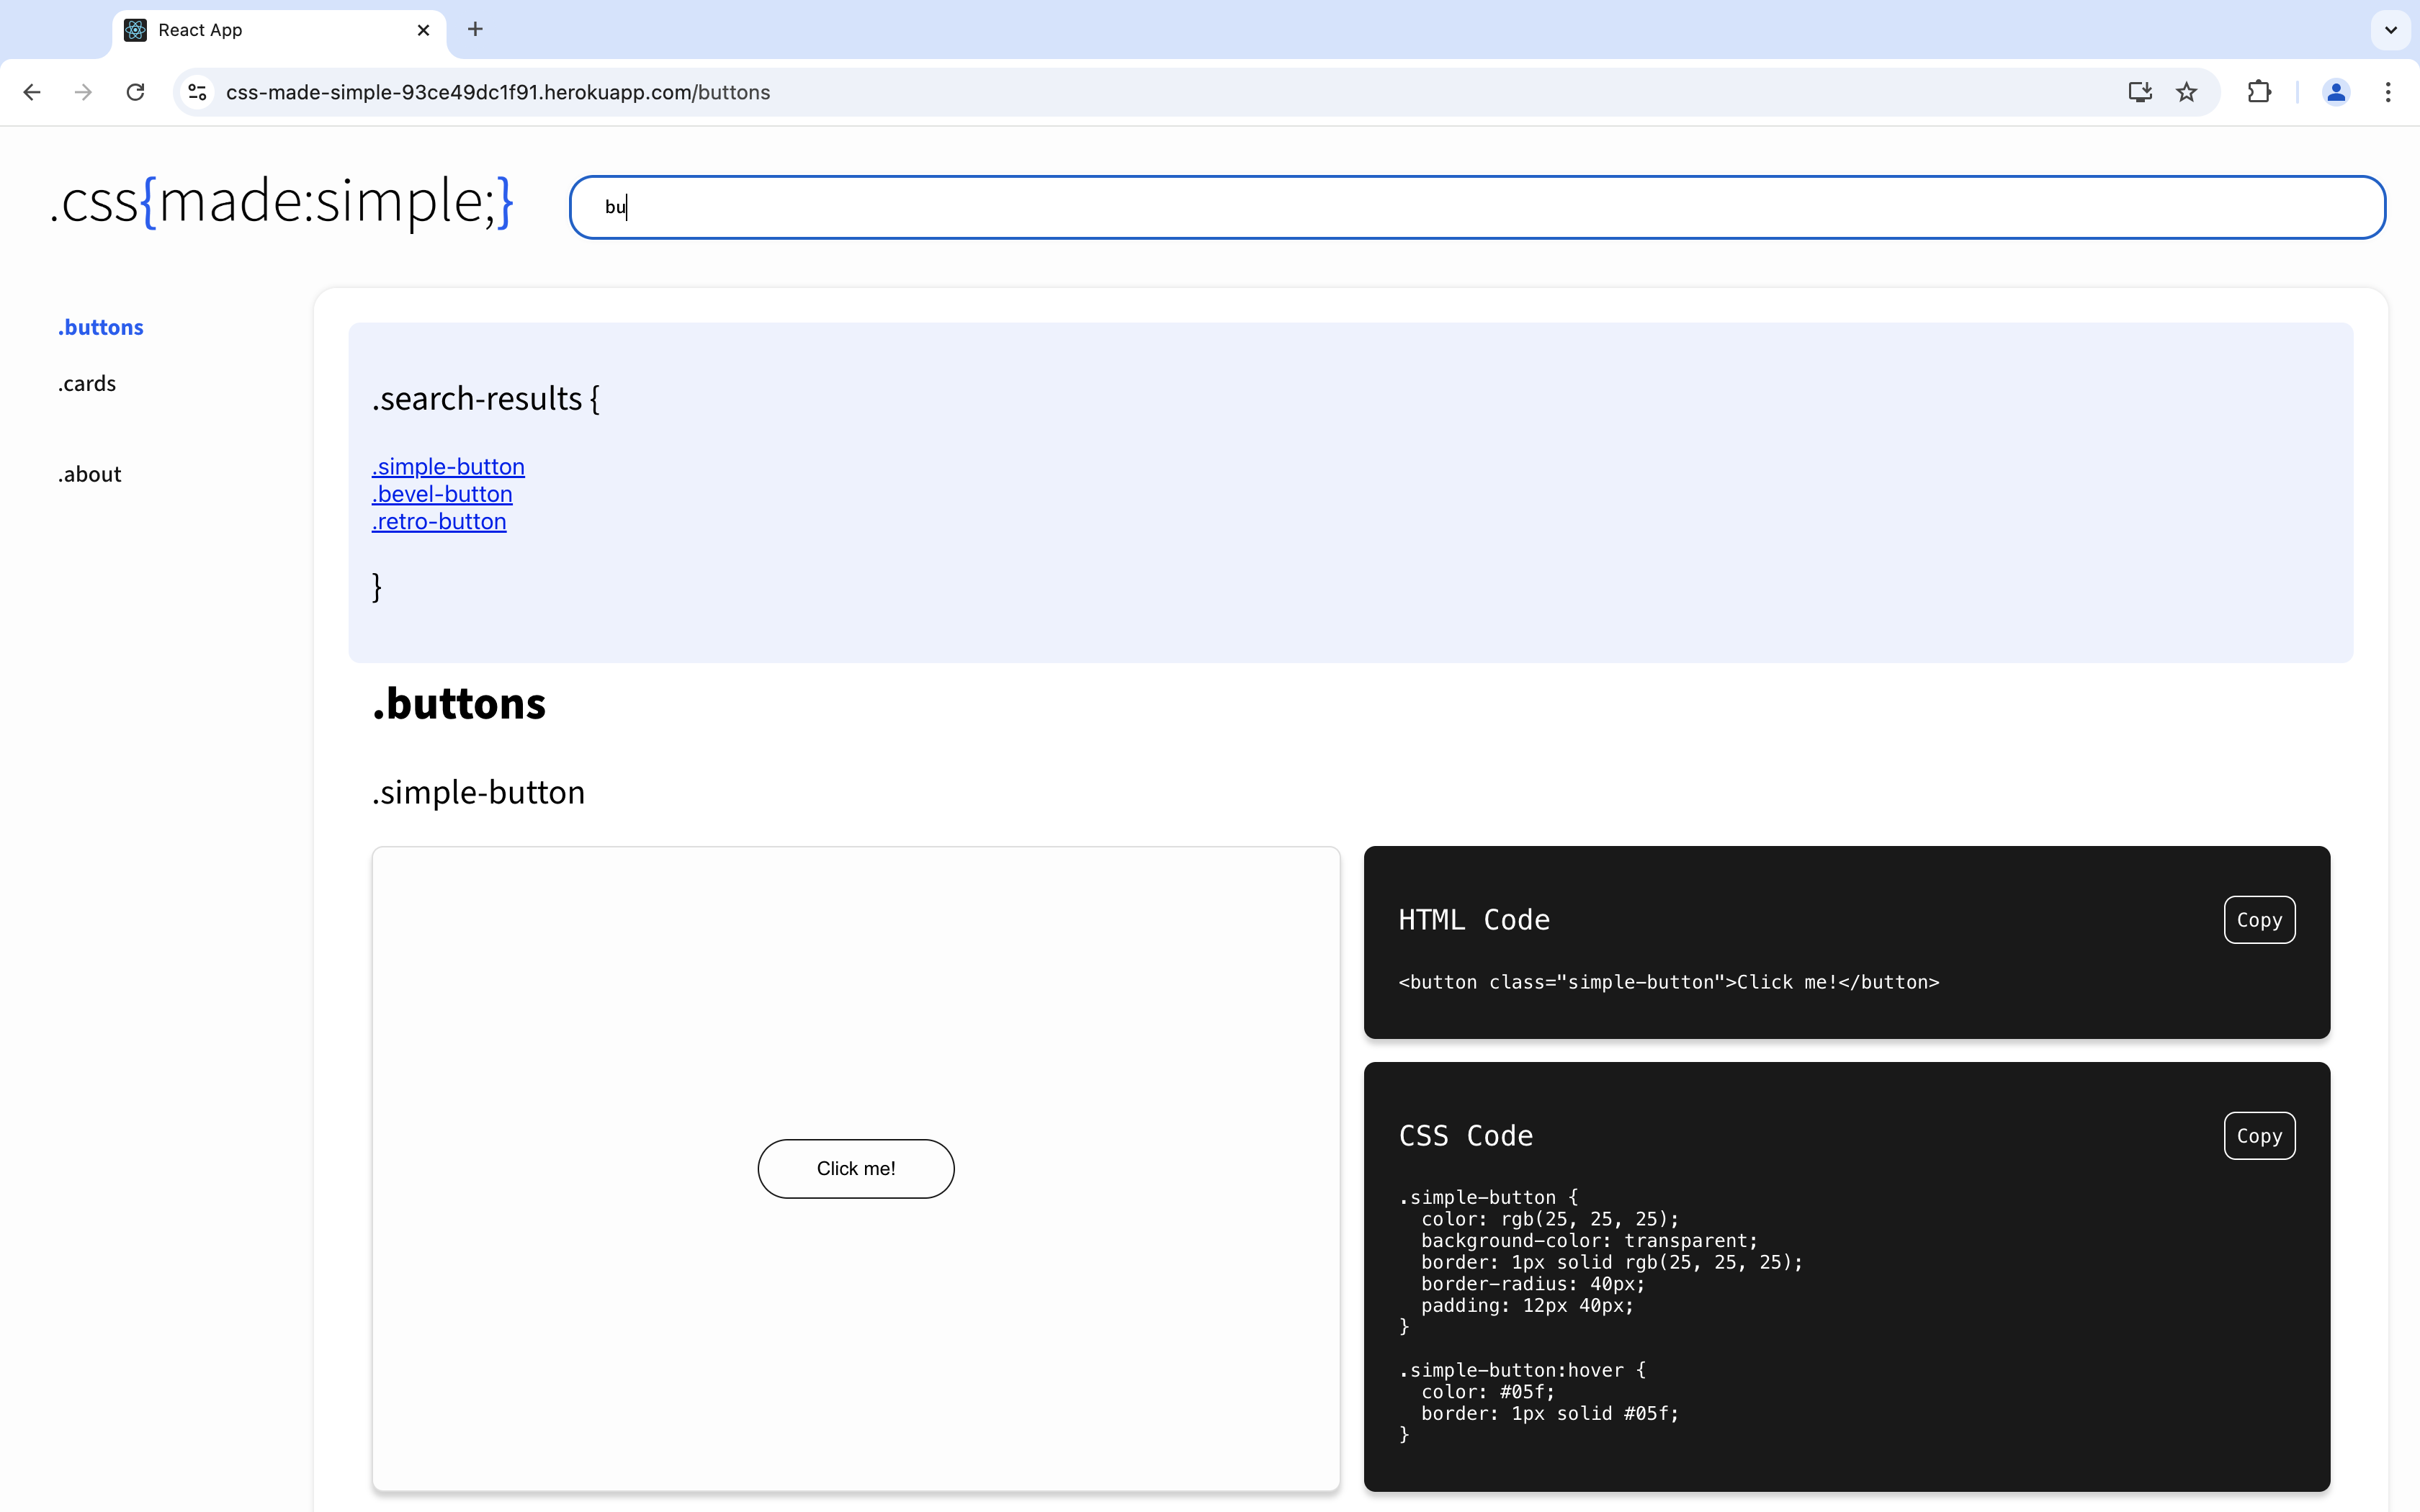 React App
css-made-simple-93ce49dc1f91.herokuapp.com/buttons
.css{made:simple;}
bu
.buttons
.cards
.about
.search-results {
.simple-button
.bevel-button
.retro-button
}
.buttons
.simple-button
Click me!
HTML Code
Copy
<button class="simple-button">Click me!</button>
CSS Code
Copy
.simple-button {
  color: rgb(25, 25, 25);
  background-color: transparent;
  border: 1px solid rgb(25, 25, 25);
  border-radius: 40px;
  padding: 12px 40px;
}
.simple-button:hover {
  color: #05f;
  border: 1px solid #05f;
}